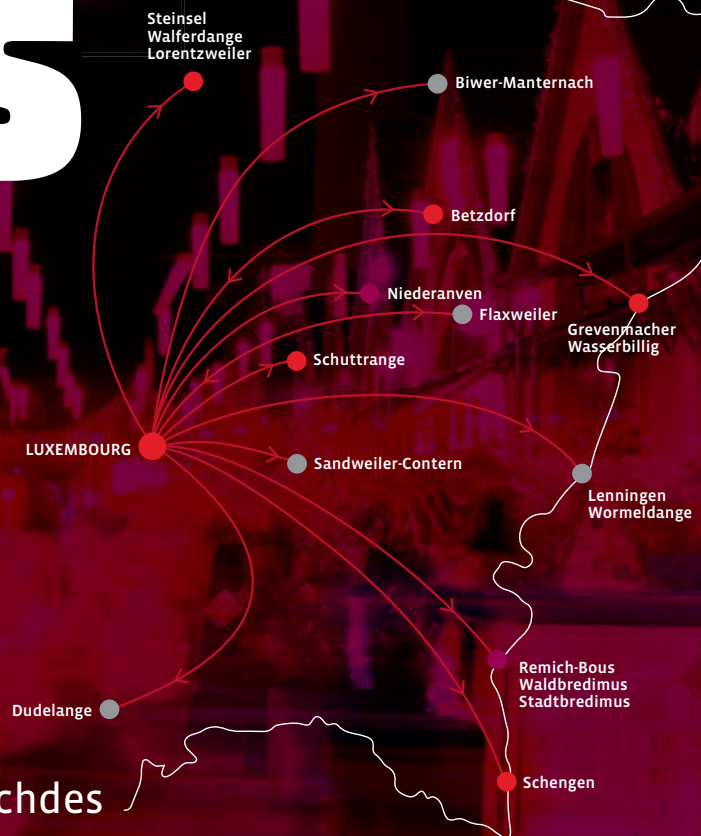 s
Steinsel
Walferdange
Lorentzweiler
Biwer-Manternach
Betzdorf
Niederanven
Flaxweiler
Grevenmacher
Wasserbillig
Schuttrange
LUXEMBOURG
Sandweiler-Contern
Lenningen
Wormeldange
Remich-Bous
Waldbredimus
Stadtbredimus
Dudelange
Schengen
chdes